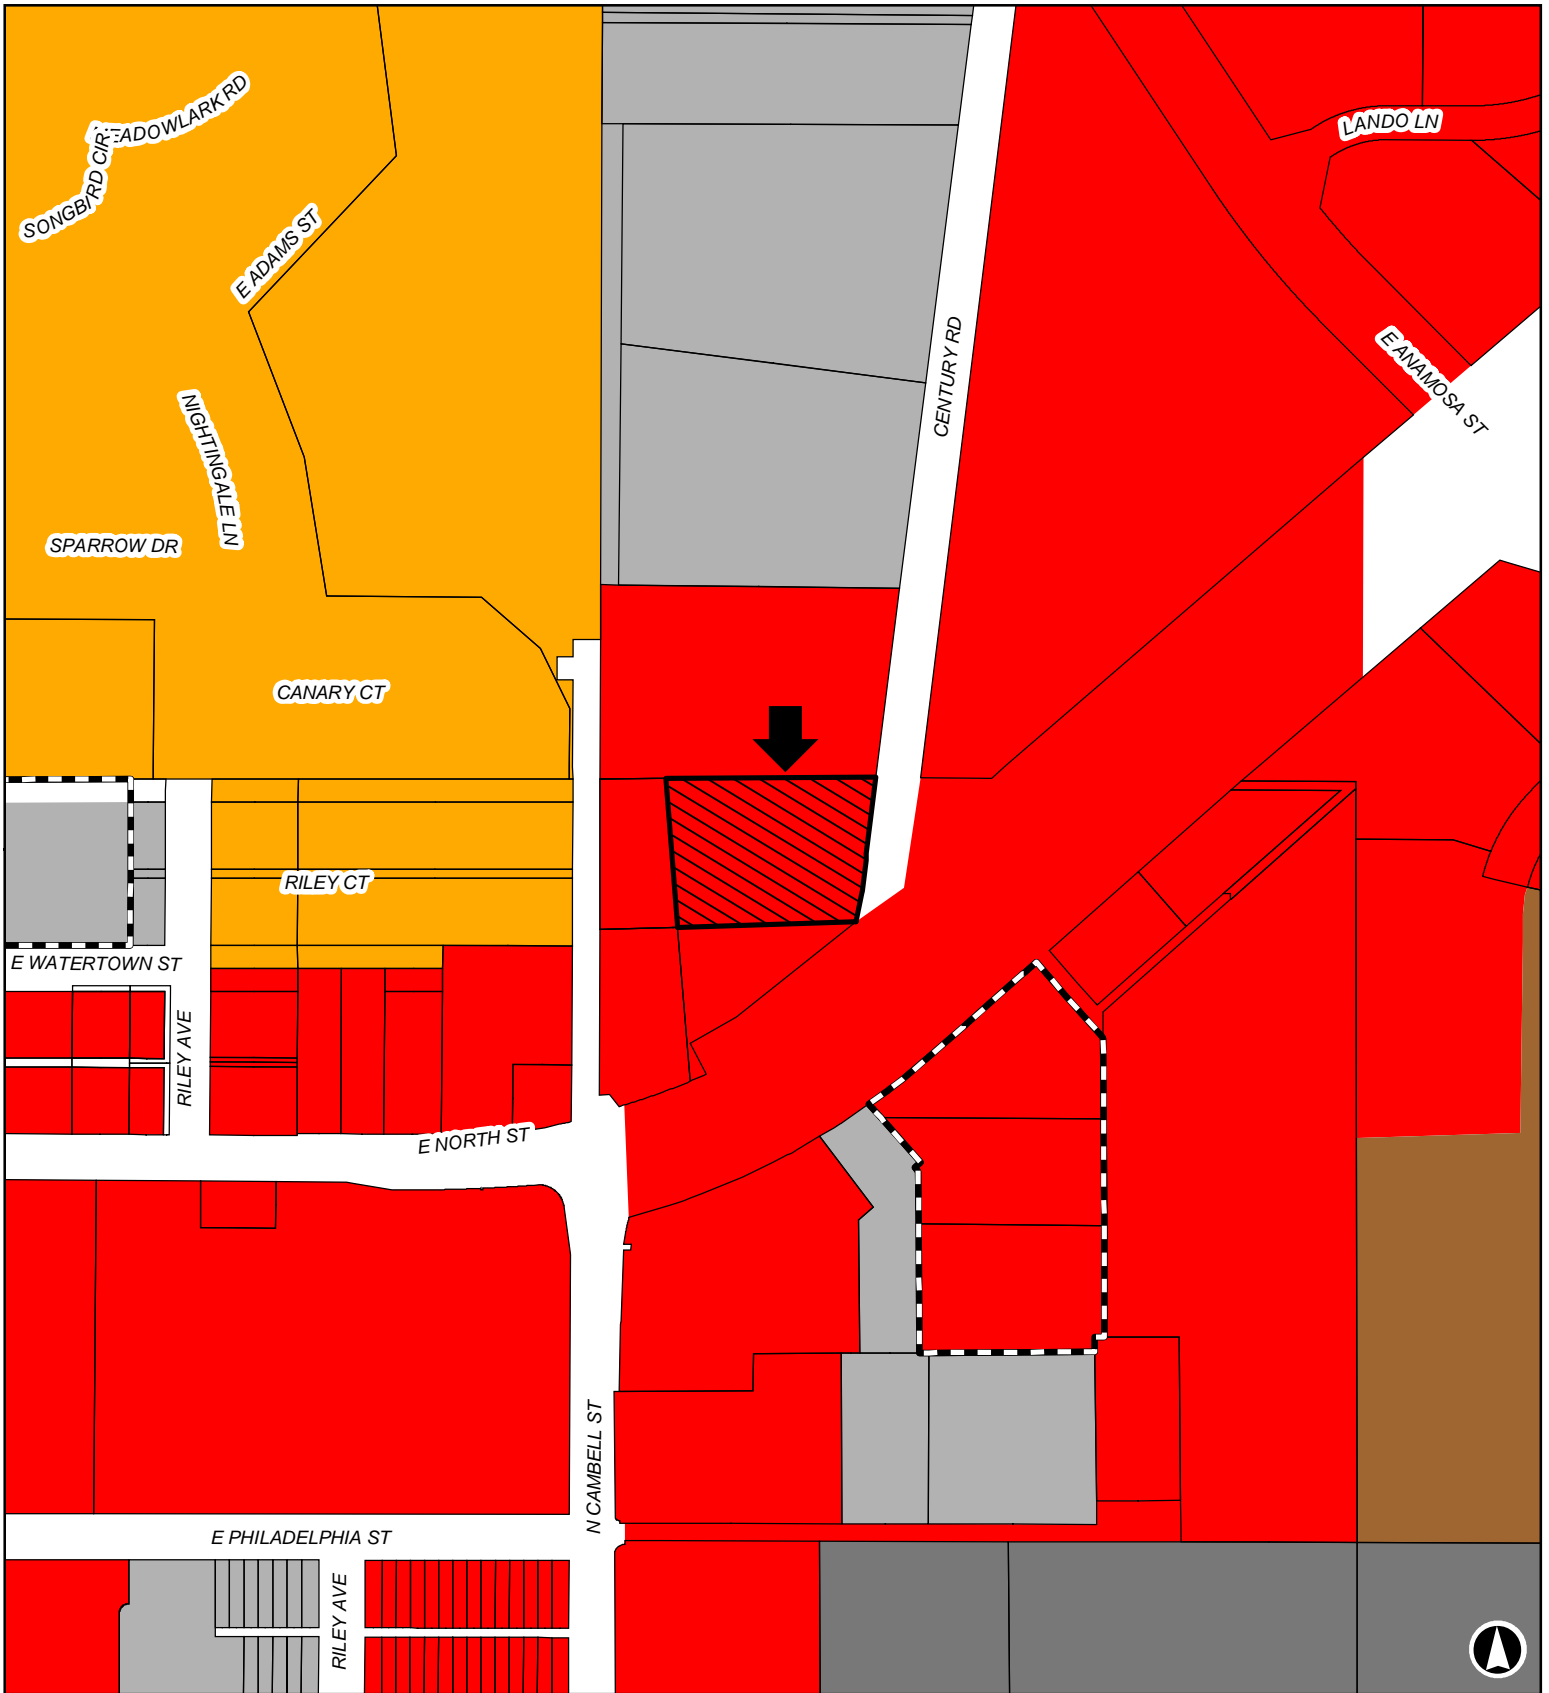 EADOWLARK RD
LANDO LN
SONGBIRD CIR
E ADAMS ST
CENTURY RD
E ANAMOSA ST
NIGHTINGALE LN
SPARROW DR
CANARY CT
RILEY CT
E WATERTOWN ST
RILEY AVE
E NORTH ST
N CAMBELL ST
E PHILADELPHIA ST
RILEY AVE